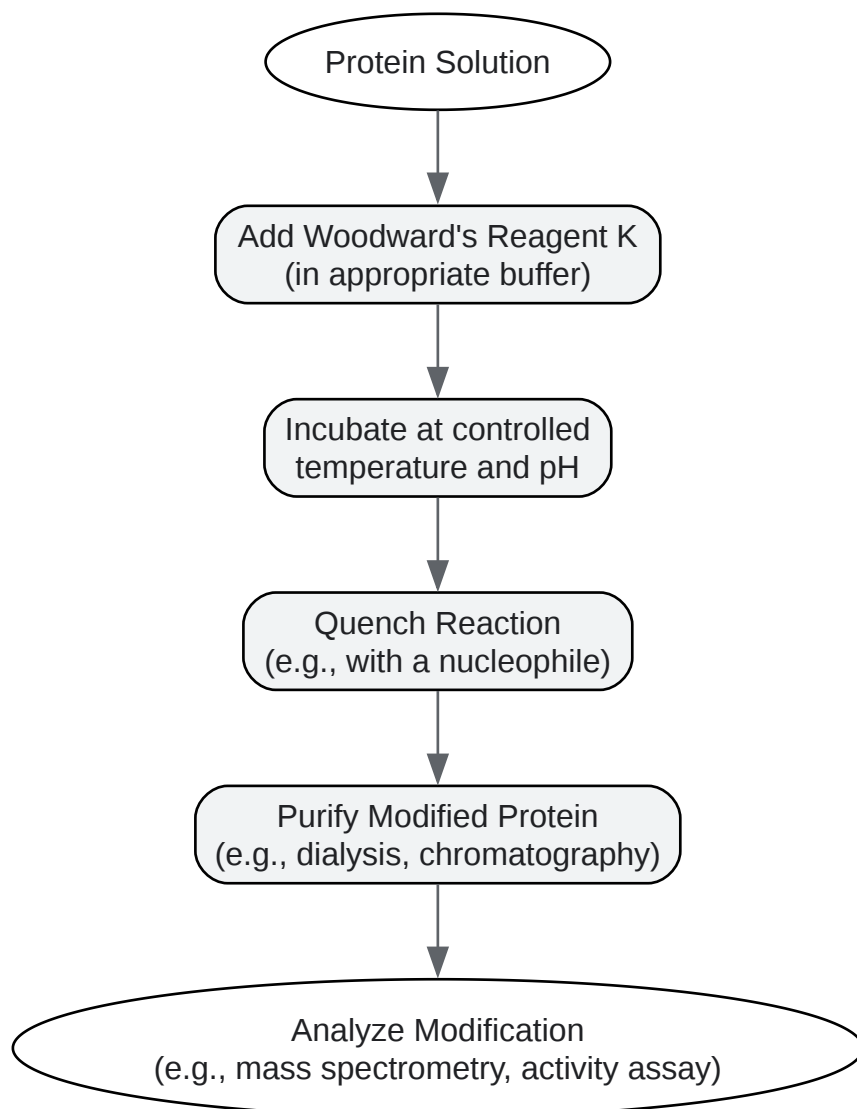 Protein Solution
Add Woodward's Reagent K
(in appropriate buffer)
Incubate at controlled
temperature and pH
Quench Reaction
(e.g., with a nucleophile)
Purify Modified Protein
(e.g., dialysis, chromatography)
Analyze Modification
(e.g., mass spectrometry, activity assay)